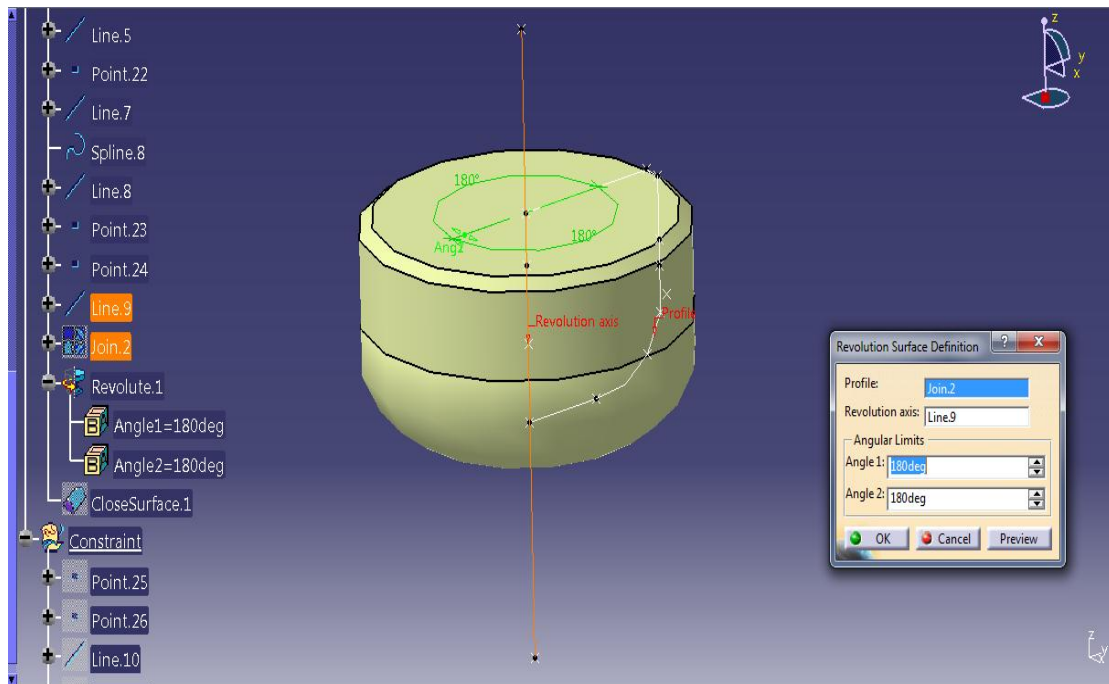 Line.5
Point.22
Line.7
Spline.8
Line.8
Point.23
Point.24
Line.9
Join.2
Revolute.1
Angle1=180deg
Angle2=180deg
CloseSurface.1
Constraint
Point.25
Point.26
Line.10
180°
180°
Ang2
Revolution axis
Profile
z
y
x
Revolution Surface Definition
?
X
Profile:
Join.2
Revolution axis:
Line.9
Angular Limits
Angle 1:
180deg
Angle 2:
180deg
OK
Cancel
Preview
z
y
x